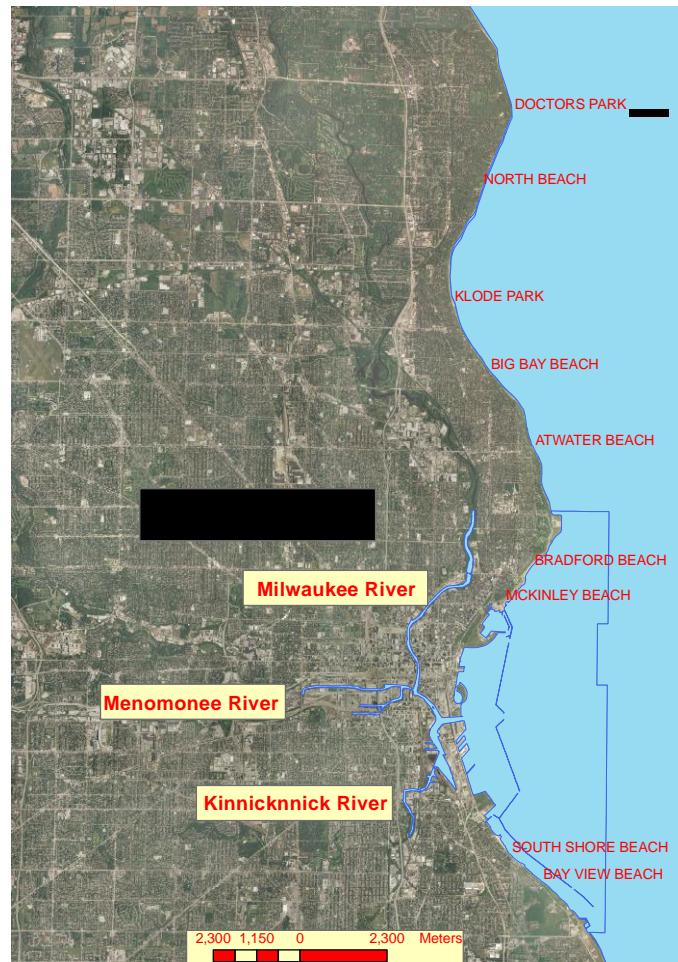 DOCTORS PARK
NORTH BEACH
KLODE PARK
BIG BAY BEACH
ATWATER BEACH
BRADFORD BEACH
Milwaukee River
MCKINLEY BEACH
Menomonee River
Kinnicknnick River
SOUTH SHORE BEACH
BAY VIEW BEACH
2,300 1,150 0 2,300 Meters